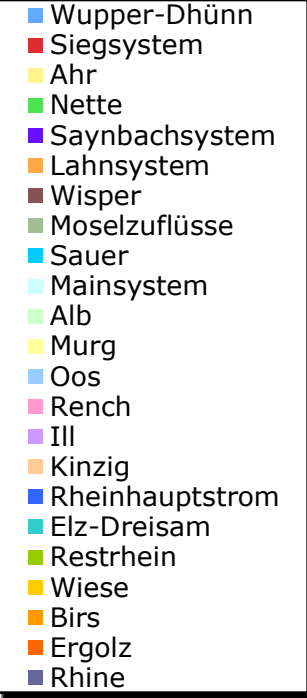 Wupper-Dhünn
Siegsystem
Ahr
Nette
Saynbachsystem
Lahnsystem
Wisper
Moselzuflüsse
Sauer
Mainsystem
Alb
Murg
Oos
Rench
Ill
Kinzig
Rheinhauptstrom
Elz-Dreisam
Restrhein
Wiese
Birs
Ergolz
Rhine